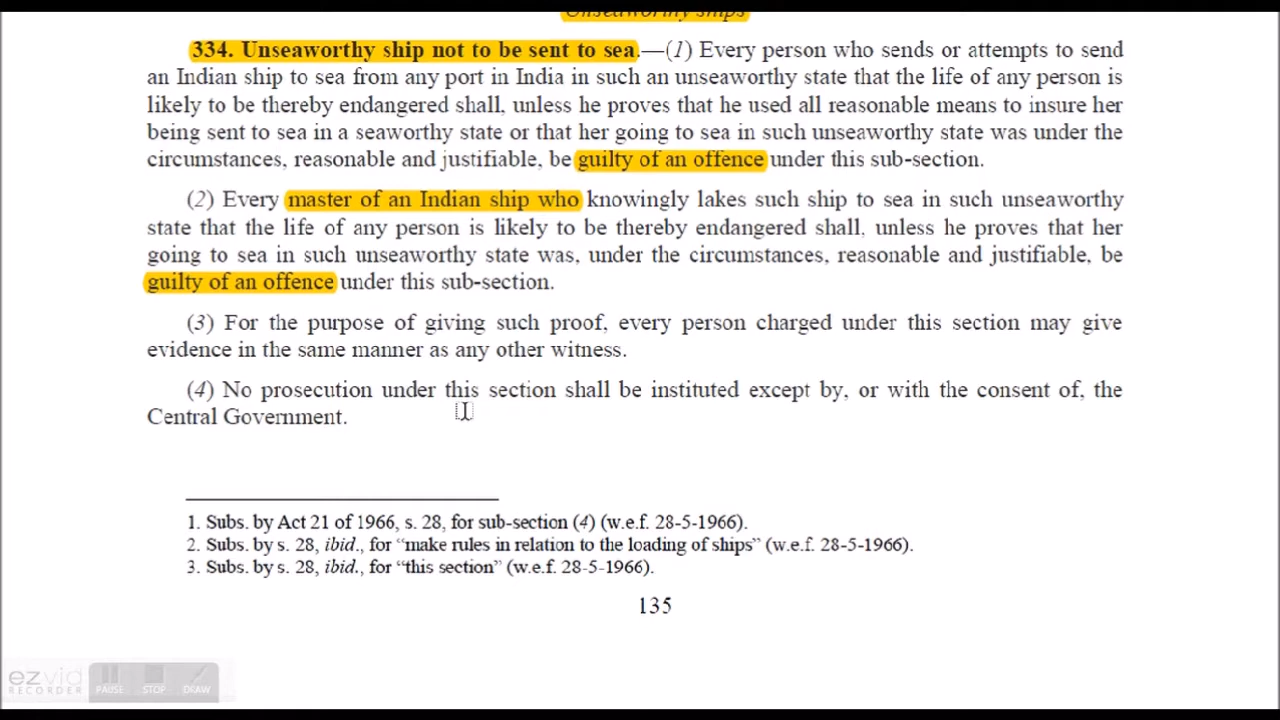 Unseaworthy ships
334. Unseaworthy ship not to be sent to sea.—(1) Every person who sends or attempts to send
an Indian ship to sea from any port in India in such an unseaworthy state that the life of any person is
likely to be thereby endangered shall, unless he proves that he used all reasonable means to insure her
being sent to sea in a seaworthy state or that her going to sea in such unseaworthy state was under the
circumstances, reasonable and justifiable, be guilty of an offence under this sub-section.
(2) Every master of an Indian ship who knowingly lakes such ship to sea in such unseaworthy
state that the life of any person is likely to be thereby endangered shall, unless he proves that her
going to sea in such unseaworthy state was, under the circumstances, reasonable and justifiable, be
guilty of an offence under this sub-section.
(3) For the purpose of giving such proof, every person charged under this section may give
evidence in the same manner as any other witness.
(4) No prosecution under this section shall be instituted except by, or with the consent of, the
Central Government.
1. Subs. by Act 21 of 1966, s. 28, for sub-section (4) (w.e.f. 28-5-1966).
2. Subs. by s. 28, ibid., for “make rules in relation to the loading of ships” (w.e.f. 28-5-1966).
3. Subs. by s. 28, ibid., for “this section” (w.e.f. 28-5-1966).
135
ezvid
RECORDER
PAUSE STOP DRAW